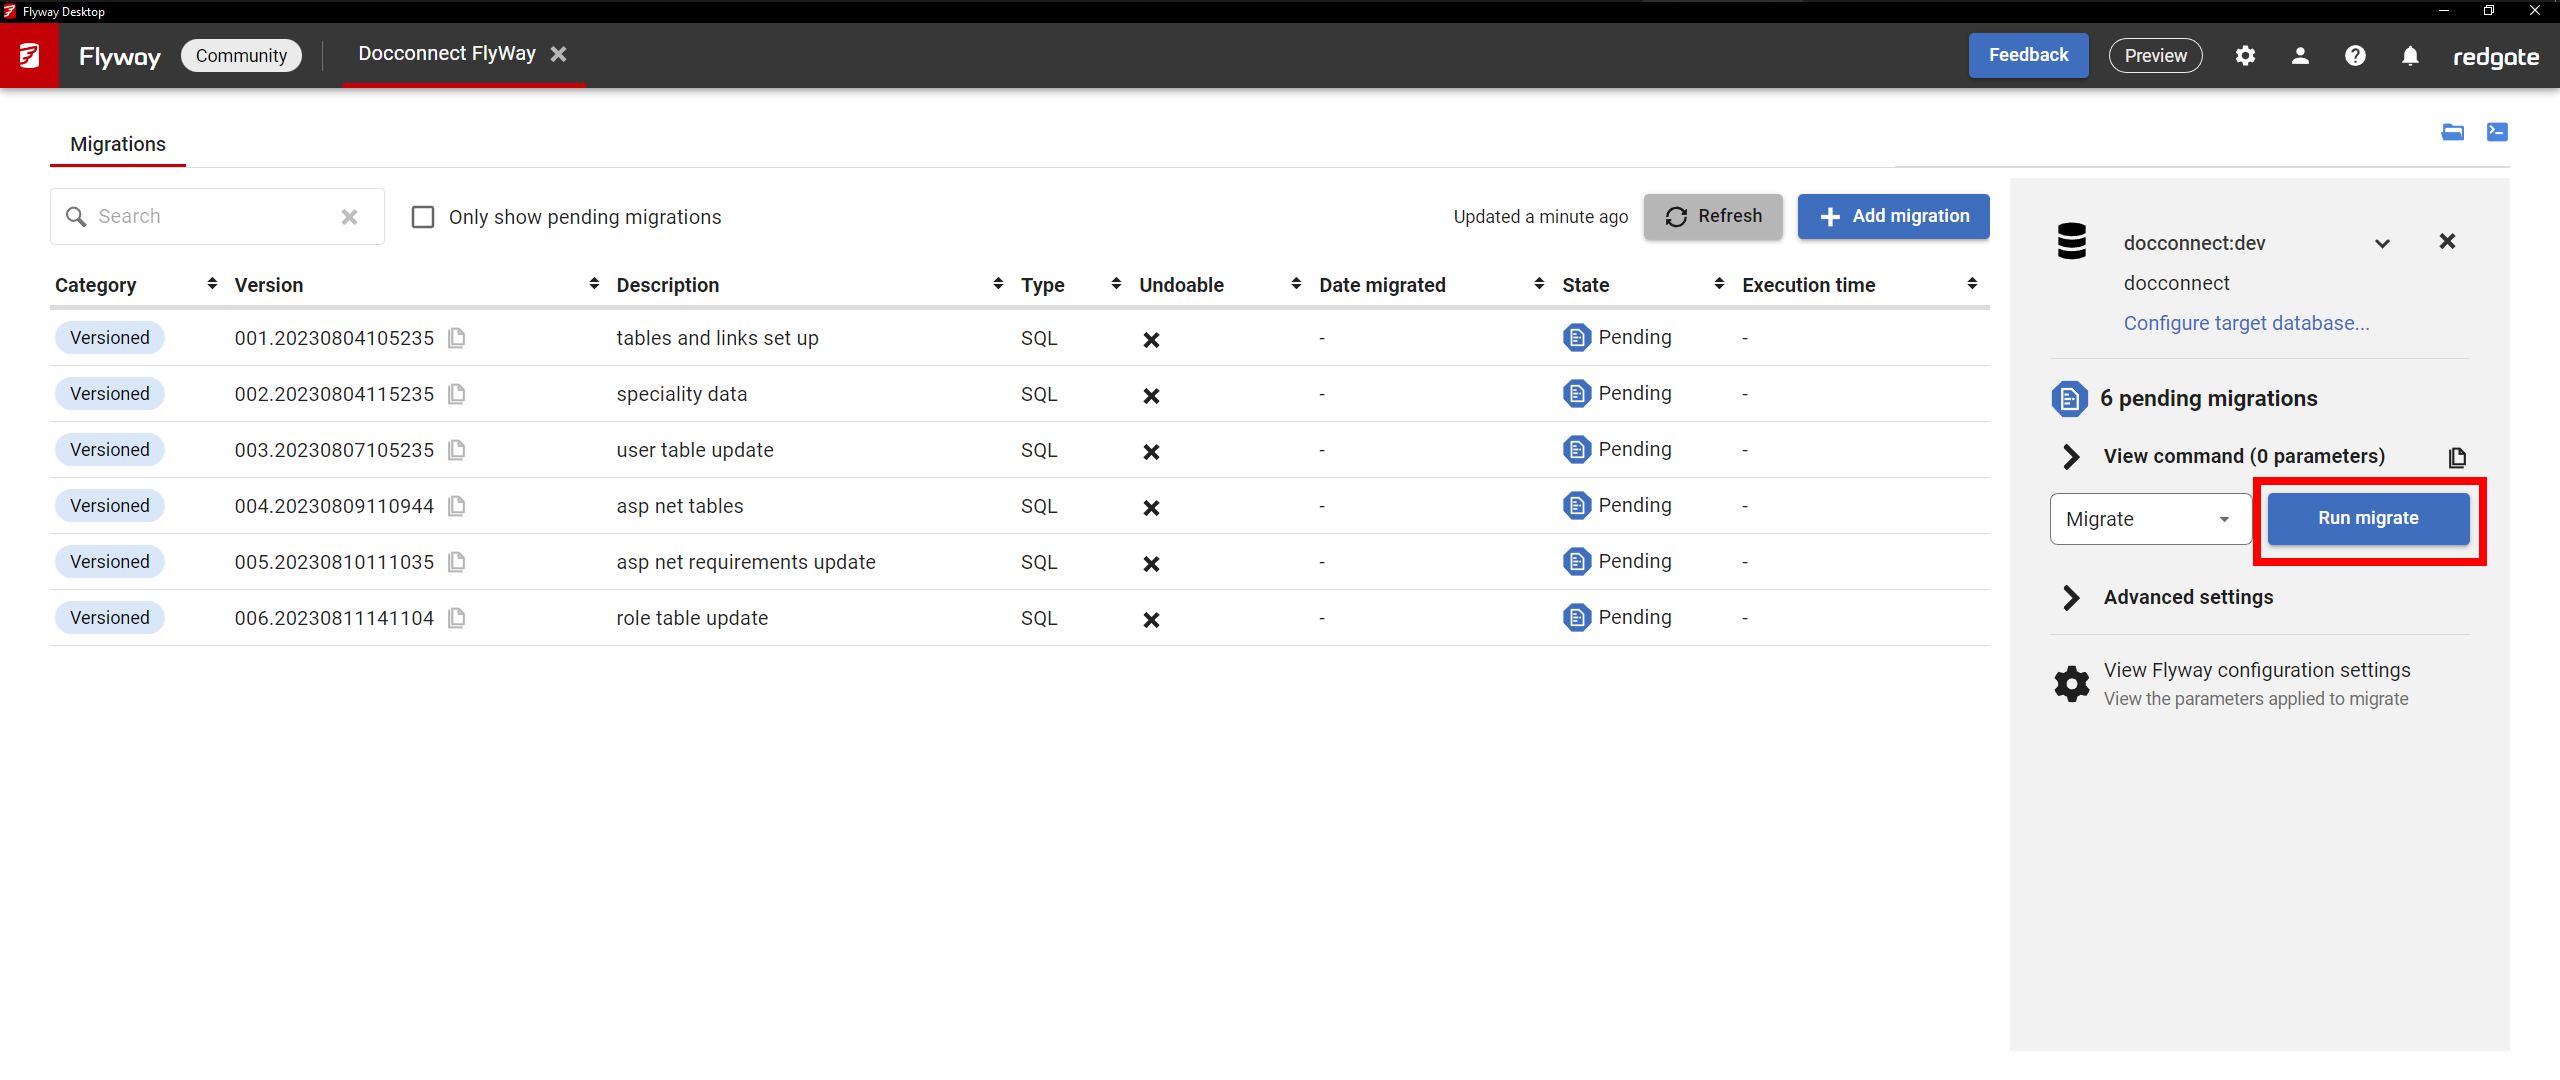 Flyway Desktop
Flyway Community Docconnect FlyWay Feedback Preview redgate
Migrations
Search Only show pending migrations Updated a minute ago Refresh Add migration
Category Version Description Type Undoable Date migrated State Execution time
Versioned 001.20230804105235 tables and links set up SQL - Pending -
Versioned 002.20230804115235 speciality data SQL - Pending -
Versioned 003.20230807105235 user table update SQL - Pending -
Versioned 004.20230809110944 asp net tables SQL - Pending -
Versioned 005.20230810111035 asp net requirements update SQL - Pending -
Versioned 006.20230811141104 role table update SQL - Pending -
docconnect:dev
docconnect
Configure target database...
6 pending migrations
View command (0 parameters)
Migrate Run migrate
Advanced settings
View Flyway configuration settings
View the parameters applied to migrate